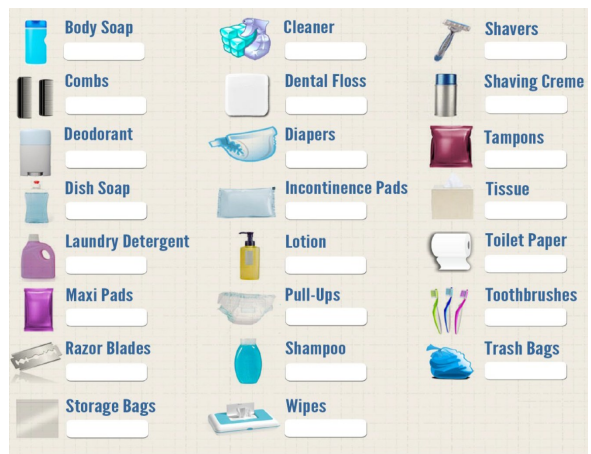 Body Soap
Cleaner
Shavers
Combs
Dental Floss
Shaving Creme
Deodorant
Diapers
Tampons
Dish Soap
Incontinence Pads
Tissue
Laundry Detergent
Lotion
Toilet Paper
Maxi Pads
Pull-Ups
Toothbrushes
Razor Blades
Shampoo
Trash Bags
Storage Bags
Wipes